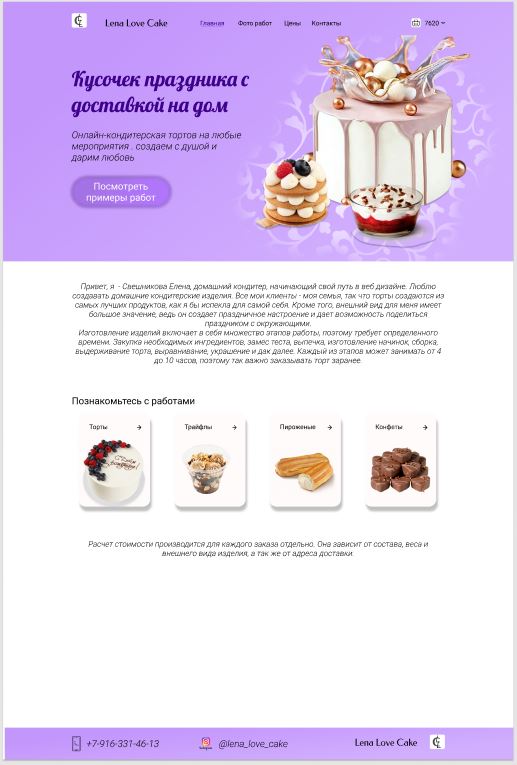 Lena Love Cake
Главная
Фото работ
Цены
Контакты
7620
Кусочек праздника с
доставкой на дом
Онлайн-кондитерская тортов на любые
мероприятия . создаем с душой и
дарим любовь
Посмотреть
примеры работ
Привет, я - Свешникова Елена, домашний кондитер, начинающий свой путь в веб дизайне. Люблю
создавать домашние кондитерские изделия. Все мои клиенты - моя семья, так что торты создаются из
самых лучших продуктов, как я бы испекла для самой себя. Кроме того, внешний вид для меня имеет
большое значение, ведь он создает праздничное настроение и дает возможность поделиться
праздником с окружающими.
Изготовление изделий включает в себя множество этапов работы, поэтому требует определенного
времени. Закупка необходимых ингредиентов, замес теста, выпечка, изготовление начинок, сборка,
выдерживание торта, выравнивание, украшение и дак далее. Каждый из этапов может занимать от 4
до 10 часов, поэтому так важно заказывать торт заранее.
Познакомьтесь с работами
Торты
Трайфлы
Пироженые
Конфеты
Расчет стоимости производится для каждого заказа отдельно. Она зависит от состава, веса и
внешнего вида изделия, а так же от адреса доставки
+7-916-331-46-13
@lena_love_cake
Lena Love Cake